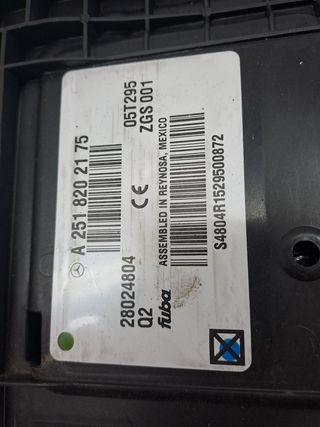 A 251 820 21 75
05T295
ZGS 001
28024804
Q2
CE
fuba
ASSEMBLED IN REYNOSA, MEXICO
S4804R1529500872